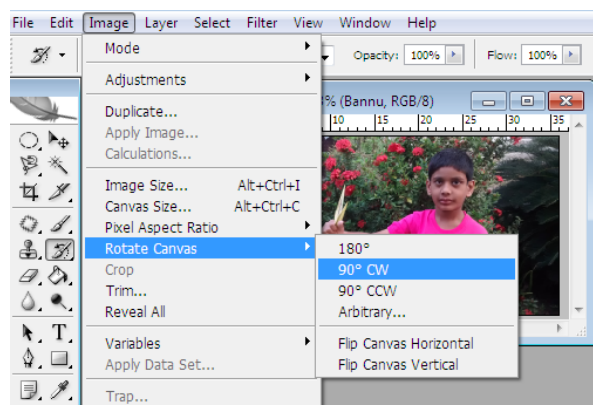 File Edit Image Layer Select Filter View Window Help
Opacity: 100% Flow: 100%
Mode
Adjustments
Duplicate...
Apply Image...
Calculations...
Image Size... Alt+Ctrl+I
Canvas Size... Alt+Ctrl+C
Pixel Aspect Ratio
Rotate Canvas
Crop
Trim...
Reveal All
Variables
Apply Data Set...
Trap...
% (Bannu, RGB/8)
10 15 20 25 30 35
180°
90° CW
90° CCW
Arbitrary...
Flip Canvas Horizontal
Flip Canvas Vertical
T